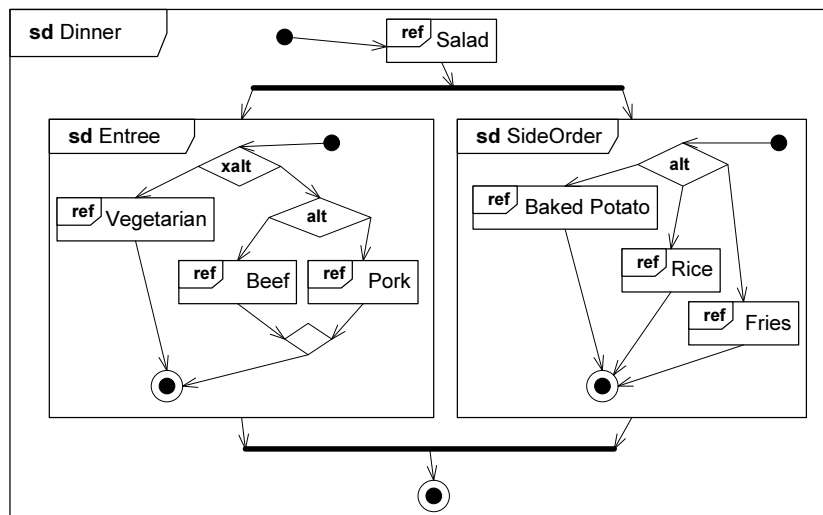 sd Dinner
ref Salad
sd Entree
xalt
ref Vegetarian
alt
ref Beef
ref Pork
sd SideOrder
alt
ref Baked Potato
ref Rice
ref Fries